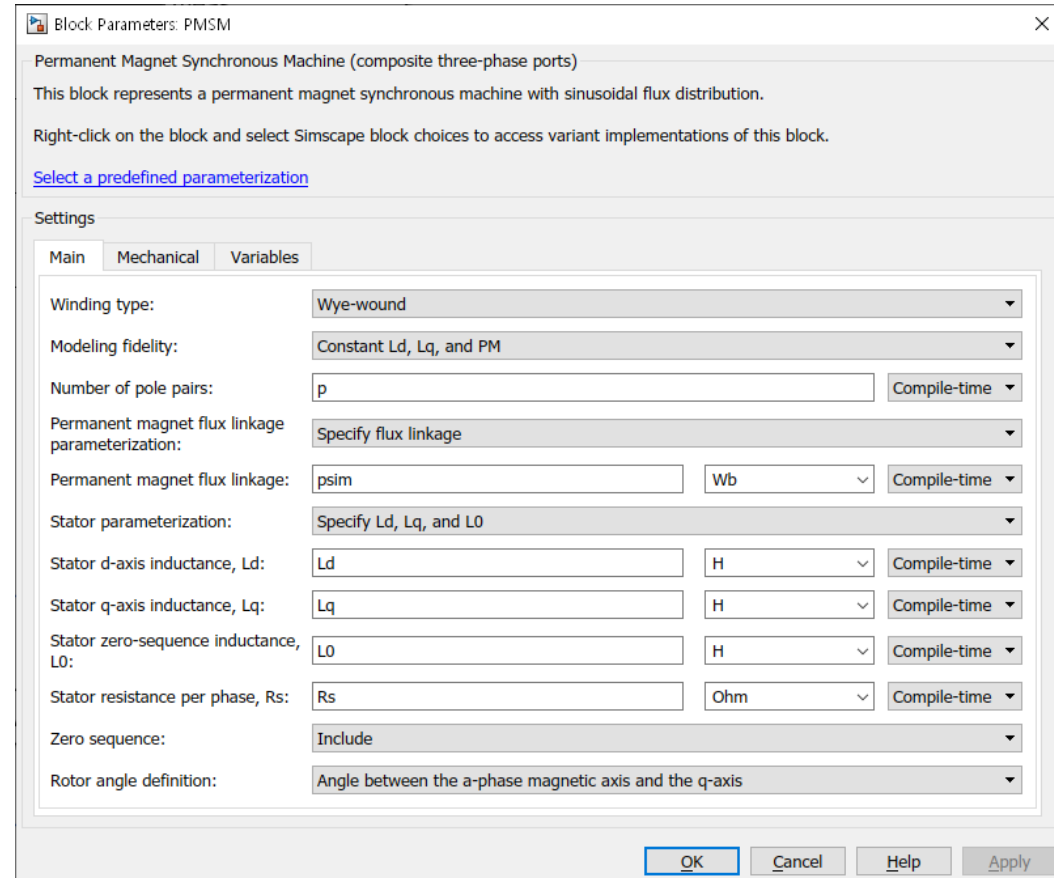 Block Parameters: PMSM
Permanent Magnet Synchronous Machine (composite three-phase ports)
This block represents a permanent magnet synchronous machine with sinusoidal flux distribution.
Right-click on the block and select Simscape block choices to access variant implementations of this block.
Select a predefined parameterization
Settings
Main Mechanical Variables
Winding type: Wye-wound
Modeling fidelity: Constant Ld, Lq, and PM
Number of pole pairs: p Compile-time
Permanent magnet flux linkage
parameterization: Specify flux linkage
Permanent magnet flux linkage: psim Wb Compile-time
Stator parameterization: Specify Ld, Lq, and L0
Stator d-axis inductance, Ld: Ld H Compile-time
Stator q-axis inductance, Lq: Lq H Compile-time
Stator zero-sequence inductance,
L0: L0 H Compile-time
Stator resistance per phase, Rs: Rs Ohm Compile-time
Zero sequence: Include
Rotor angle definition: Angle between the a-phase magnetic axis and the q-axis
OK Cancel Help Apply